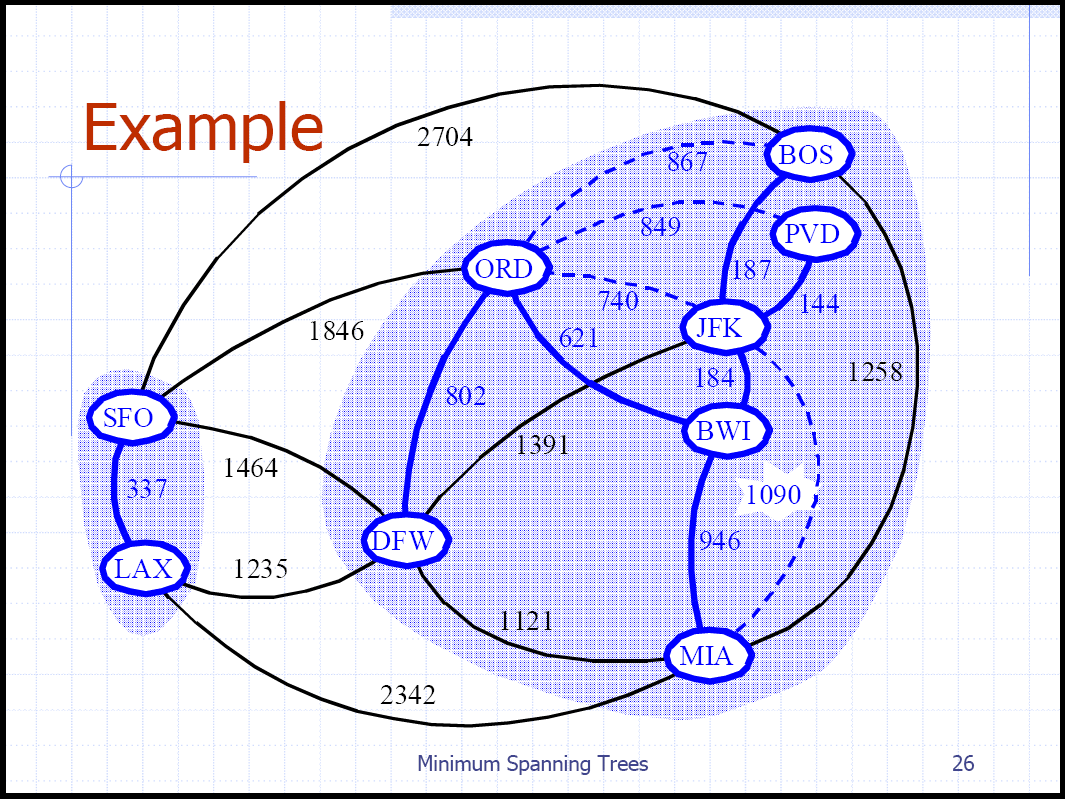 Example
2704
BOS
867
PVD
849
ORD
187
740
144
JFK
1846
621
184
1258
802
SFO
BWI
1391
1464
337
1090
DFW
946
LAX
1235
1121
MIA
2342
Minimum Spanning Trees
26